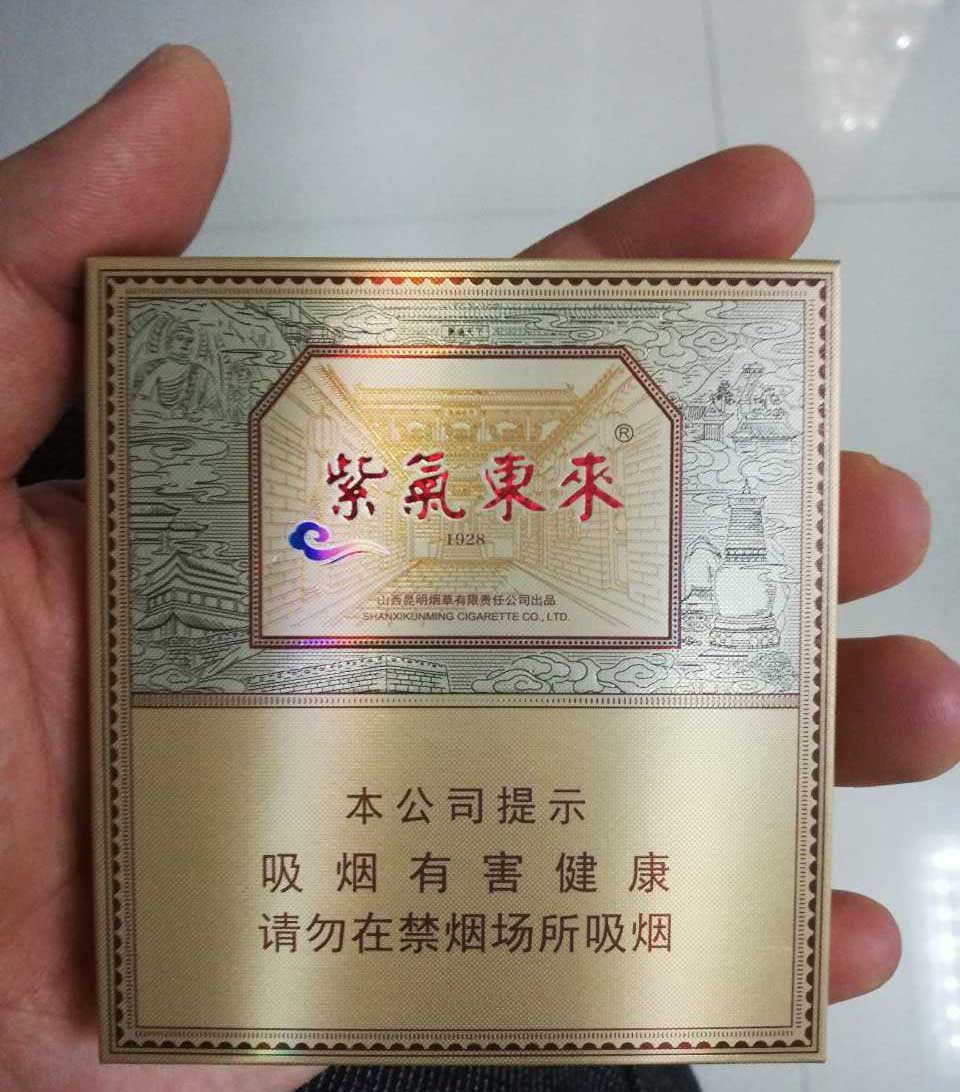 紫氣東來®
1928
山西昆明烟草有限责任公司出品
SHANXIKUNMING CIGARETTE CO., LTD.
本公司提示
吸烟有害健康
请勿在禁烟场所吸烟